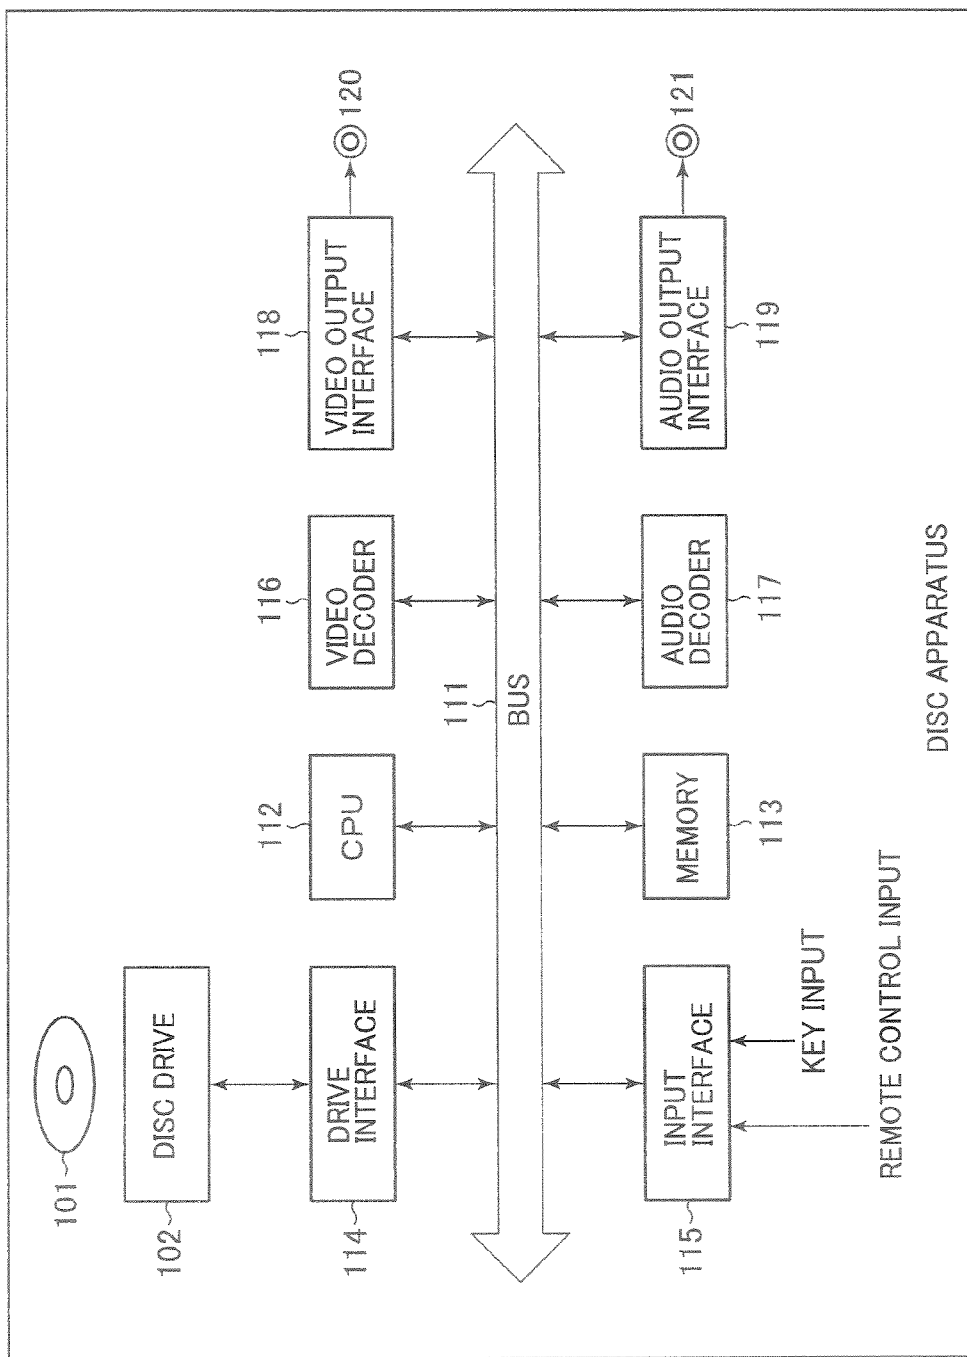 101
DISC DRIVE
102
112
116
118
120
DRIVE
INTERFACE
114
CPU
VIDEO
DECODER
VIDEO OUTPUT
INTERFACE
111
BUS
INPUT
INTERFACE
115
MEMORY
113
AUDIO
DECODER
117
AUDIO OUTPUT
INTERFACE
119
121
KEY INPUT
REMOTE CONTROL INPUT
DISC APPARATUS